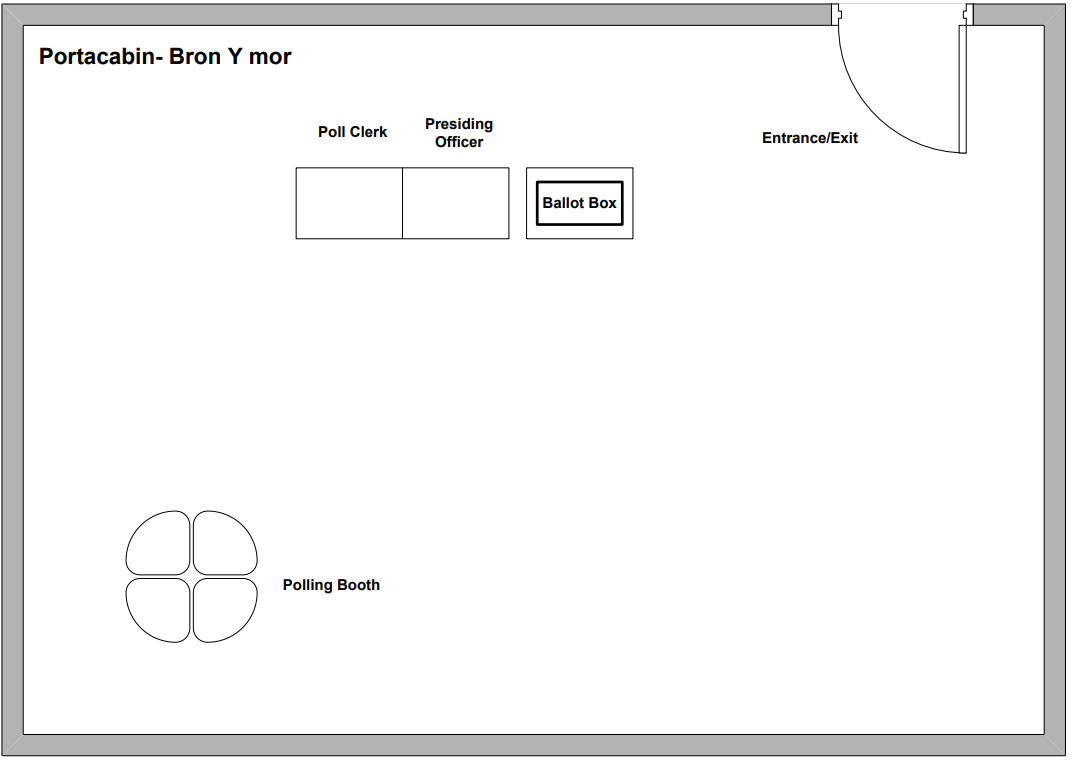 Portacabin- Bron Y mor
Poll Clerk
Presiding
Officer
Entrance/Exit
Ballot Box
Polling Booth